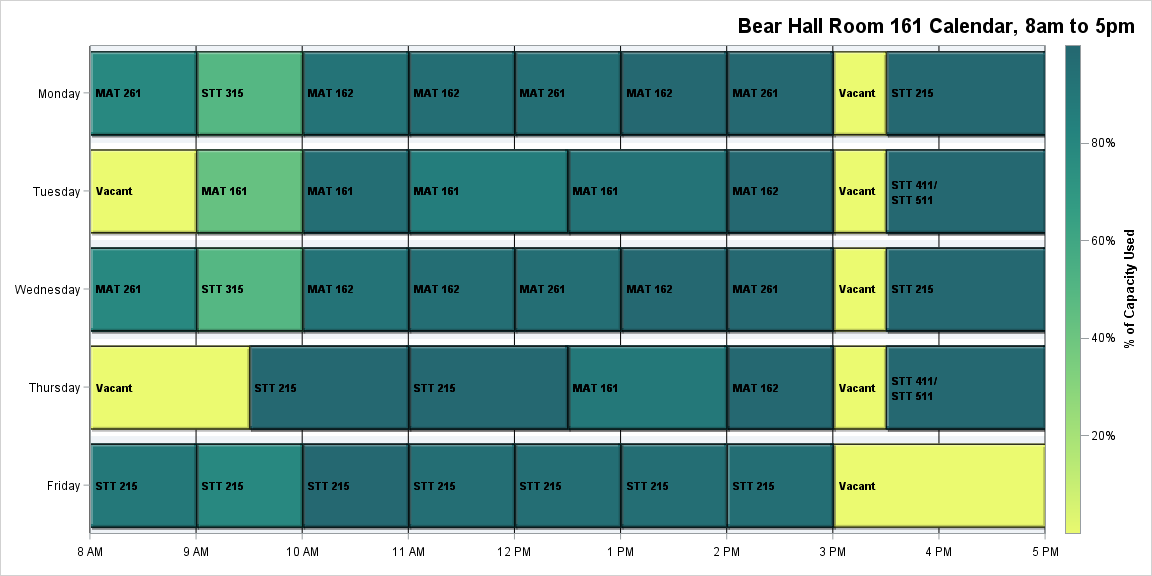 Bear Hall Room 161 Calendar, 8am to 5pm
Monday
MAT 261
STT 315
MAT 162
MAT 162
MAT 261
MAT 162
MAT 261
Vacant
STT 215
Tuesday
Vacant
MAT 161
MAT 161
MAT 161
MAT 161
MAT 162
Vacant
STT 411/
STT 511
Wednesday
MAT 261
STT 315
MAT 162
MAT 162
MAT 261
MAT 162
MAT 261
Vacant
STT 215
Thursday
Vacant
STT 215
STT 215
MAT 161
MAT 162
Vacant
STT 411/
STT 511
Friday
STT 215
STT 215
STT 215
STT 215
STT 215
STT 215
STT 215
Vacant
8 AM
9 AM
10 AM
11 AM
12 PM
1 PM
2 PM
3 PM
4 PM
5 PM
80%
60%
40%
20%
% of Capacity Used